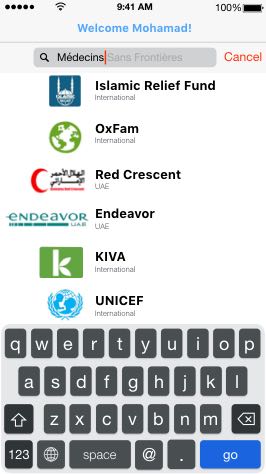 9:41 AM 100%
Welcome Mohamad!
Médecins Sans Frontières Cancel
Islamic Relief Fund
International
OxFam
International
الهلال الأحمر
الإماراتي
Red Crescent
UAE
endeavor
UAE
Endeavor
UAE
k
KIVA
International
unicef
UNICEF
International
q w e r t y u i o p
a s d f g h j k l
z x c v b n m
123 space @ . go